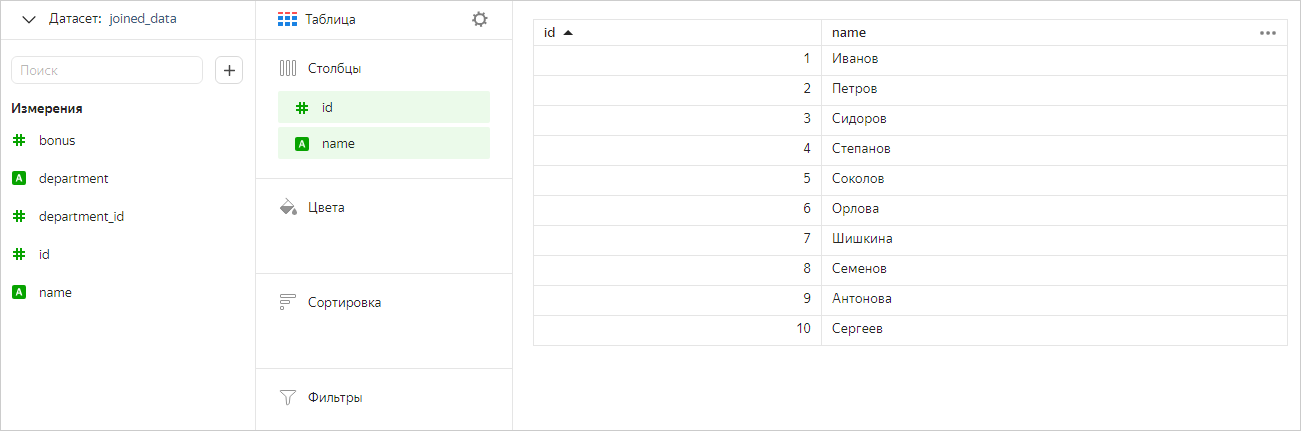 Датасет: joined_data
Поиск
Измерения
bonus
A department
department_id
id
A name
Таблица
Столбцы
id
A name
Цвета
Сортировка
Фильтры
id name
1 Иванов
2 Петров
3 Сидоров
4 Степанов
5 Соколов
6 Орлова
7 Шишкина
8 Семенов
9 Антонова
10 Сергеев